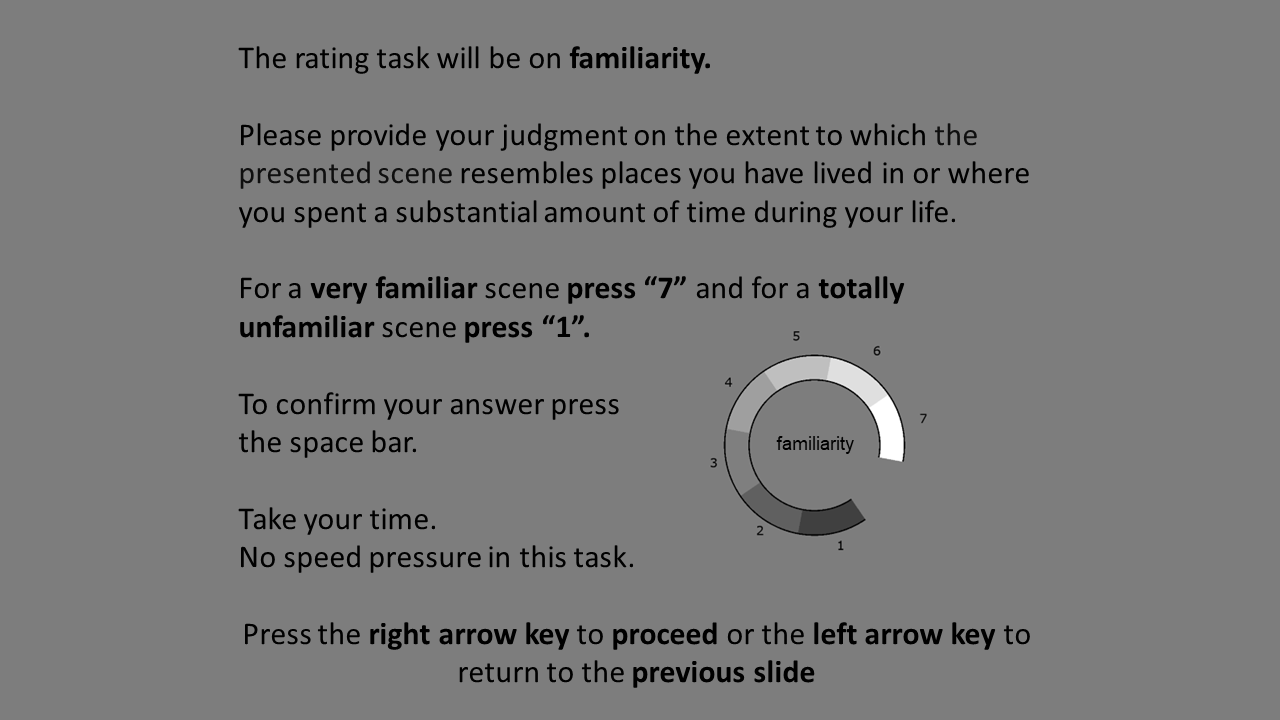 The rating task will be on familiarity.
Please provide your judgment on the extent to which the
presented scene resembles places you have lived in or where
you spent a substantial amount of time during your life.
For a very familiar scene press “7” and for a totally
unfamiliar scene press “1”.
5
6
4
7
To confirm your answer press
the space bar.
familiarity
3
2
1
Take your time.
No speed pressure in this task.
Press the right arrow key to proceed or the left arrow key to
return to the previous slide